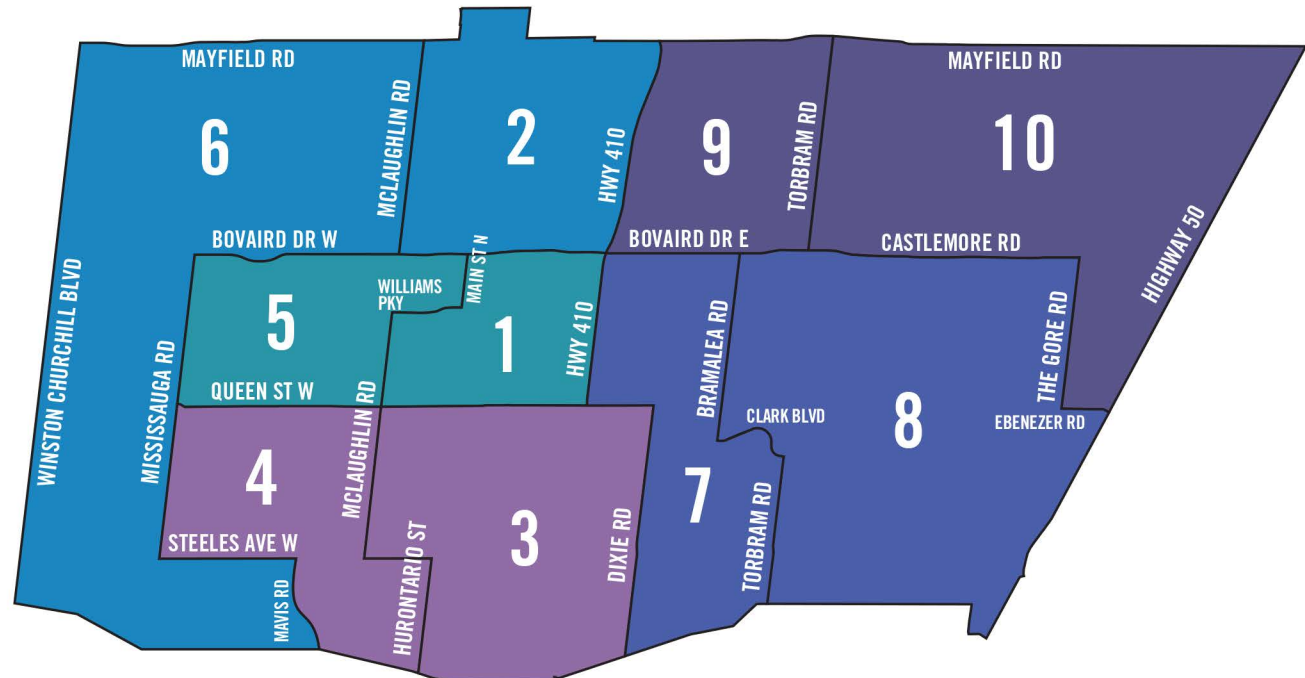 MAYFIELD RD
MAYFIELD RD
6
MCLAUGHLIN RD
2
HWY 410
9
TORBRAM RD
10
BOVAIRD DR W
MAIN ST N
BOVAIRD DR E
CASTLEMORE RD
HIGHWAY 50
WINSTON CHURCHILL BLVD
MISSISSAUGA RD
5
WILLIAMS
PKY
1
HWY 410
BRAMALEA RD
THE GORE RD
QUEEN ST W
MCLAUGHLIN RD
CLARK BLVD
8
EBENEZER RD
4
3
7
STEELES AVE W
HURONTARIO ST
DIXIE RD
TORBRAM RD
MAVIS RD